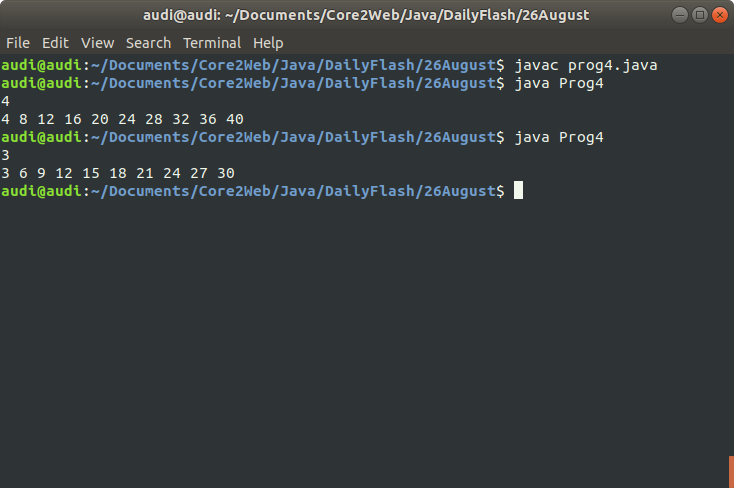 audi@audi: ~/Documents/Core2Web/Java/DailyFlash/26August
File Edit View Search Terminal Help
audi@audi:~/Documents/Core2Web/Java/DailyFlash/26August$ javac prog4.java
audi@audi:~/Documents/Core2Web/Java/DailyFlash/26August$ java Prog4
4
4 8 12 16 20 24 28 32 36 40
audi@audi:~/Documents/Core2Web/Java/DailyFlash/26August$ java Prog4
3
3 6 9 12 15 18 21 24 27 30
audi@audi:~/Documents/Core2Web/Java/DailyFlash/26August$